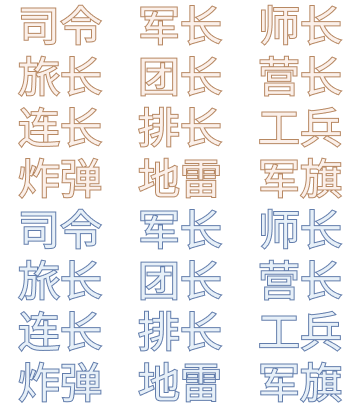 司令 军长 师长
旅长 团长 营长
连长 排长 工兵
炸弹 地雷 军旗
司令 军长 师长
旅长 团长 营长
连长 排长 工兵
炸弹 地雷 军旗